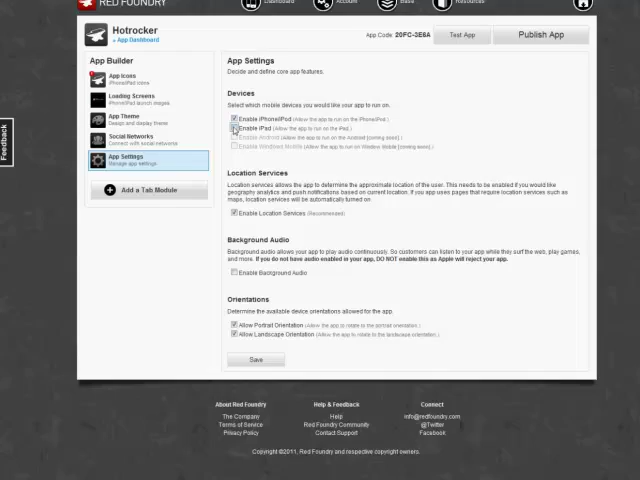 RED FOUNDRY
Dashboard
Account
Base
Resources
Hotrocker
» App Dashboard
App Code: 20FC-3E6A
Test App
Publish App
App Builder
App Icons
iPhone/iPad icons
Loading Screens
iPhone/iPad launch images
App Theme
Design and display theme
Social Networks
Connect with social networks
App Settings
Manage app settings
Add a Tab Module
App Settings
Decide and define core app features.
Devices
Select which mobile devices you would like your app to run on.
Enable iPhone/iPod (Allow the app to run on the iPhone/iPod.)
Enable iPad (Allow the app to run on the iPad.)
Enable Android (Allow the app to run on the Android [coming soon].)
Enable Windows Mobile (Allow the app to run on Window Mobile [coming soon].)
Location Services
Location services allows the app to determine the approximate location of the user. This needs to be enabled if you would like
geography analytics and push notifications based on current location. If you app uses pages that require location services such as
maps, location services will be automatically turned on
Enable Location Services (Recommended)
Background Audio
Background audio allows your app to play audio continuously. So customers can listen to your app while they surf the web, play games,
and more. If you do not have audio enabled in your app, DO NOT enable this as Apple will reject your app.
Enable Background Audio
Orientations
Determine the available device orientations allowed for the app.
Allow Portrait Orientation (Allow the app to rotate to the portrait orientation.)
Allow Landscape Orientation (Allow the app to rotate to the landscape orientation.)
Save
Feedback
About Red Foundry
The Company
Terms of Service
Privacy Policy
Help & Feedback
Help
Red Foundry Community
Contact Support
Connect
info@redfoundry.com
@Twitter
Facebook
Copyright ©2011, Red Foundry and respective copyright owners.